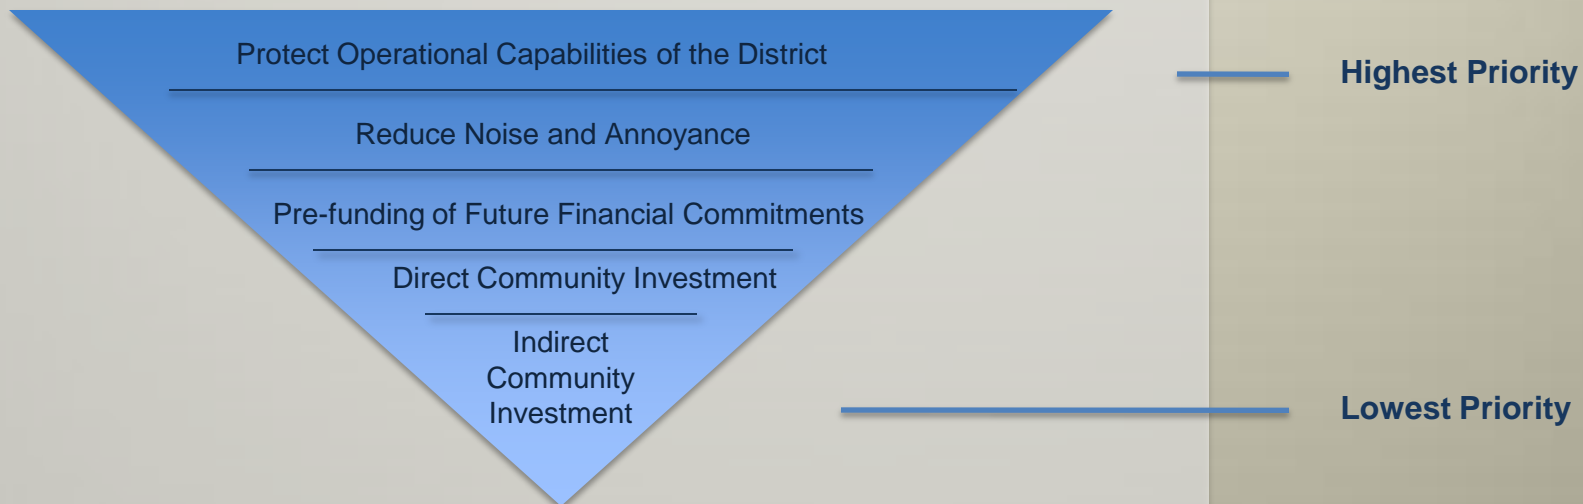 Protect Operational Capabilities of the District
Highest Priority
Reduce Noise and Annoyance
Pre-funding of Future Financial Commitments
Direct Community Investment
Indirect
Community
Investment
Lowest Priority